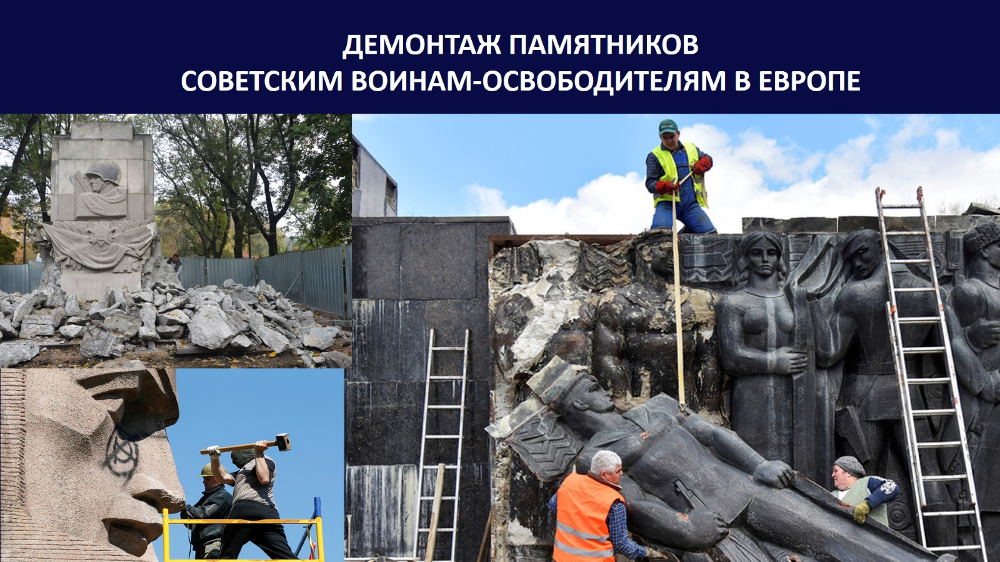 ДЕМОНТАЖ ПАМЯТНИКОВ
СОВЕТСКИМ ВОИНАМ-ОСВОБОДИТЕЛЯМ В ЕВРОПЕ